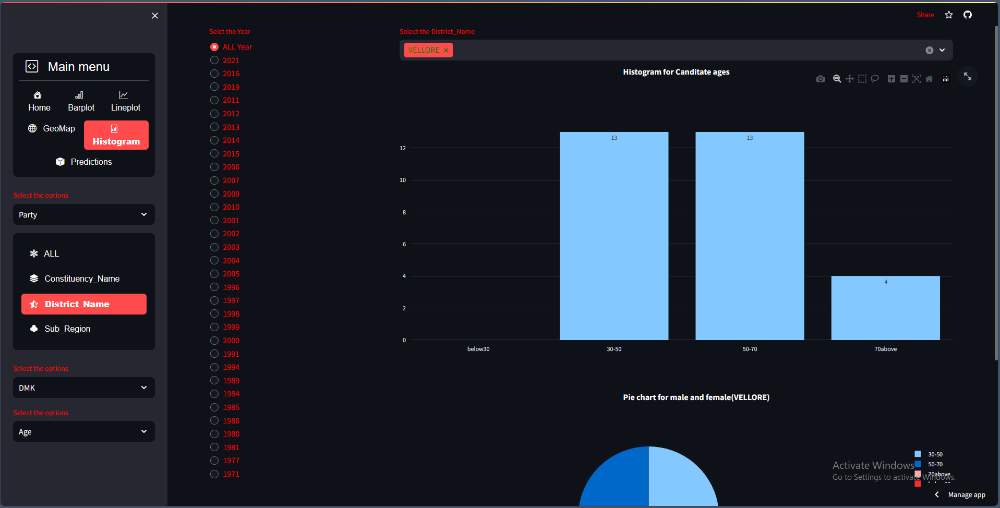 Share
Main menu
Home
Barplot
Lineplot
GeoMap
Histogram
Predictions
Select the options
Party
ALL
Constituency_Name
District_Name
Sub_Region
Select the options
DMK
Select the options
Age
Selct the Year
ALL Year
2021
2016
2019
2011
2012
2013
2014
2015
2006
2007
2009
2010
2001
2002
2003
2004
2005
1996
1997
1998
1999
2000
1991
1994
1989
1984
1985
1986
1980
1981
1977
1971
Select the District_Name
VELLORE ×
Histogram for Canditate ages
13
13
4
12
10
8
6
4
2
0
below30
30-50
50-70
70above
Pie chart for male and female(VELLORE)
30-50
50-70
70above
Activate Windows
Go to Settings to activate Windows.
Manage app